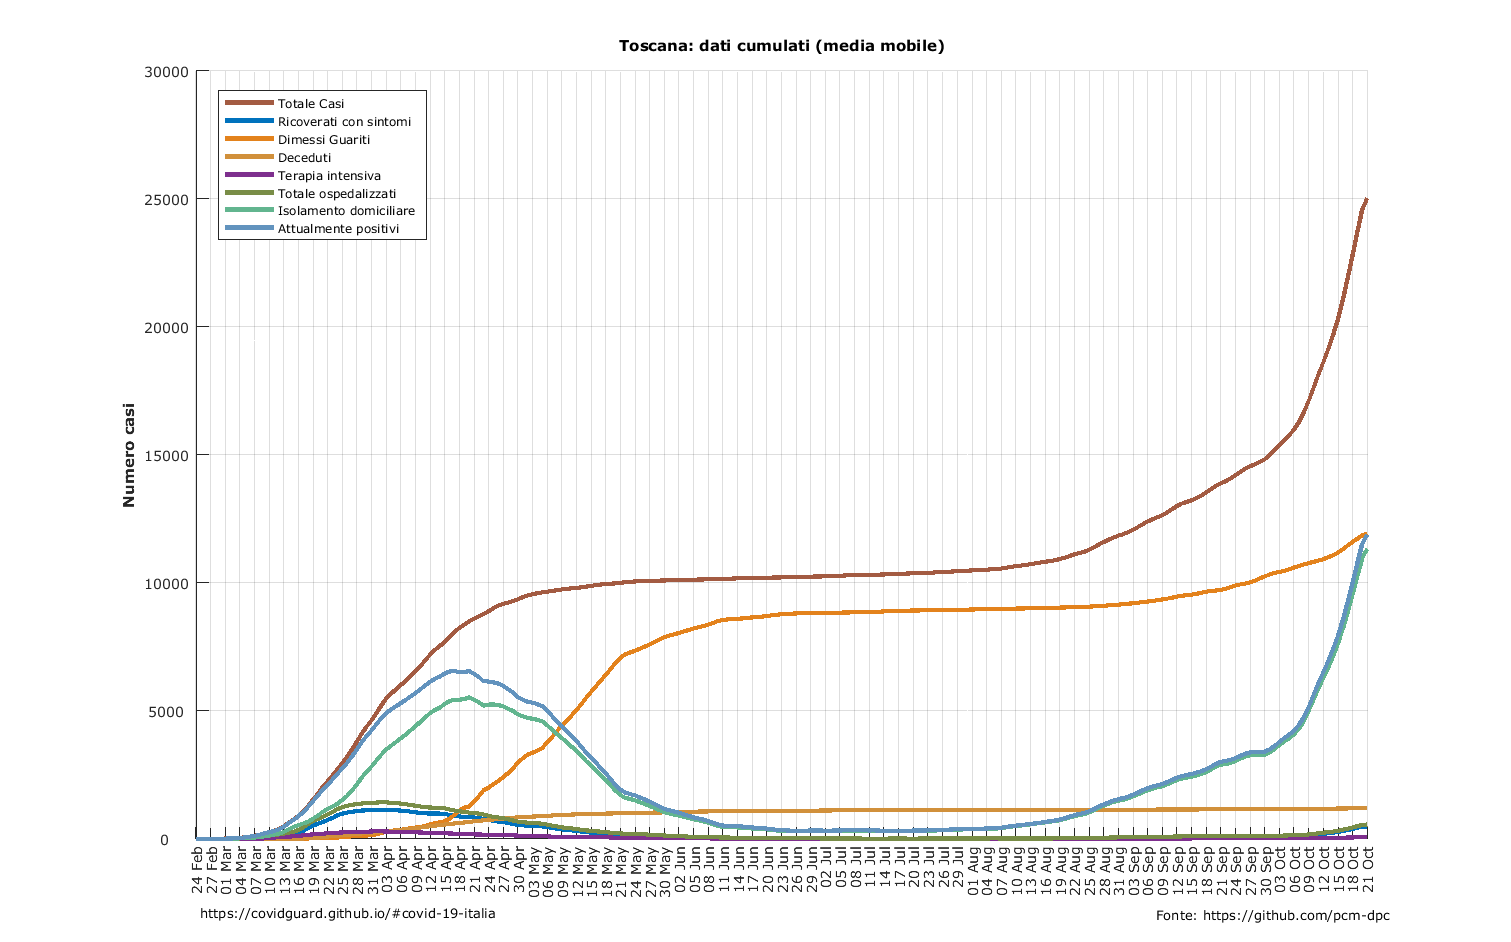 Toscana: dati cumulati (media mobile)
30000
25000
20000
15000
10000
5000
0
Numero casi
Totale Casi
Ricoverati con sintomi
Dimessi Guariti
Deceduti
Terapia intensiva
Totale ospedalizzati
Isolamento domiciliare
Attualmente positivi
24 Feb
27 Feb
01 Mar
04 Mar
07 Mar
10 Mar
13 Mar
16 Mar
19 Mar
22 Mar
25 Mar
28 Mar
31 Mar
03 Apr
06 Apr
09 Apr
12 Apr
15 Apr
18 Apr
21 Apr
24 Apr
27 Apr
30 Apr
03 May
06 May
09 May
12 May
15 May
18 May
21 May
24 May
27 May
30 May
02 Jun
05 Jun
08 Jun
11 Jun
14 Jun
17 Jun
20 Jun
23 Jun
26 Jun
29 Jun
02 Jul
05 Jul
08 Jul
11 Jul
14 Jul
17 Jul
20 Jul
23 Jul
26 Jul
29 Jul
01 Aug
04 Aug
07 Aug
10 Aug
13 Aug
16 Aug
19 Aug
22 Aug
25 Aug
28 Aug
31 Aug
03 Sep
06 Sep
09 Sep
12 Sep
15 Sep
18 Sep
21 Sep
24 Sep
27 Sep
30 Sep
03 Oct
06 Oct
09 Oct
12 Oct
15 Oct
18 Oct
21 Oct
https://covidguard.github.io/#covid-19-italia
Fonte: https://github.com/pcm-dpc